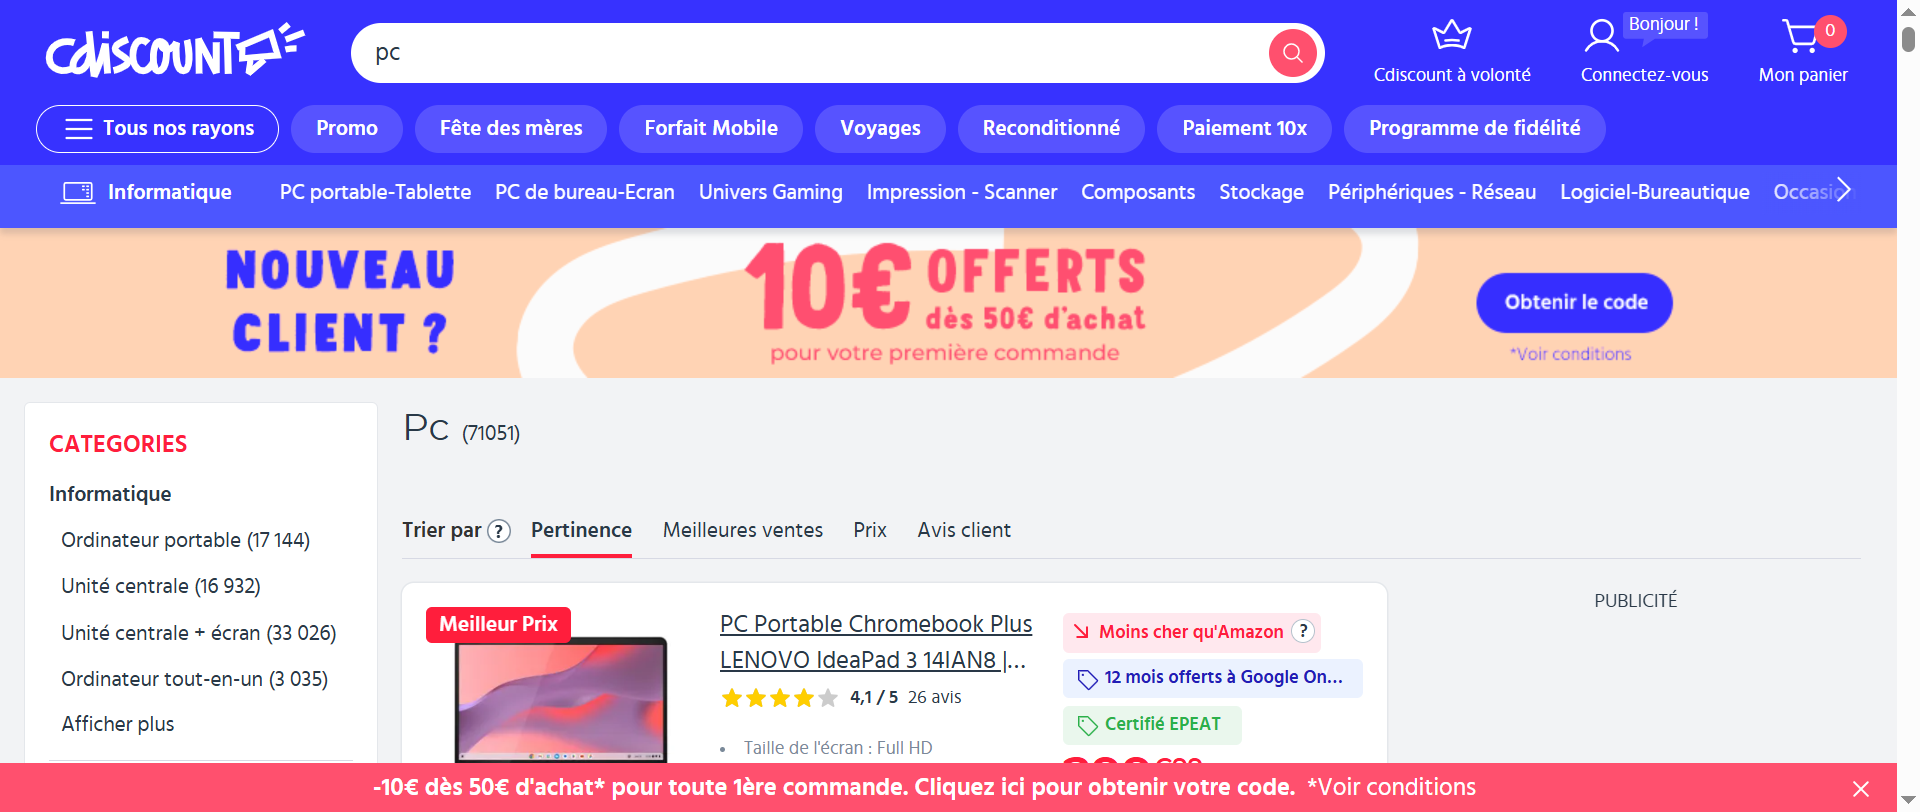 Cdiscount
pc
Cdiscount à volonté
Bonjour !
Connectez-vous
0
Mon panier
Tous nos rayons
Promo
Fête des mères
Forfait Mobile
Voyages
Reconditionné
Paiement 10x
Programme de fidélité
Informatique
PC portable-Tablette
PC de bureau-Ecran
Univers Gaming
Impression - Scanner
Composants
Stockage
Périphériques - Réseau
Logiciel-Bureautique
NOUVEAU
CLIENT ?
10€ OFFERTS
dès 50€ d'achat
pour votre première commande
Obtenir le code
*Voir conditions
CATEGORIES
Informatique
Ordinateur portable (17 144)
Unité centrale (16 932)
Unité centrale + écran (33 026)
Ordinateur tout-en-un (3 035)
Afficher plus
Pc (71051)
Trier par ?
Pertinence
Meilleures ventes
Prix
Avis client
Meilleur Prix
PC Portable Chromebook Plus
LENOVO IdeaPad 3 14IAN8 |...
4,1 / 5 26 avis
• Taille de l'écran : Full HD
Moins cher qu'Amazon ?
12 mois offerts à Google On...
Certifié EPEAT
PUBLICITÉ
-10€ dès 50€ d'achat* pour toute 1ère commande. Cliquez ici pour obtenir votre code. *Voir conditions